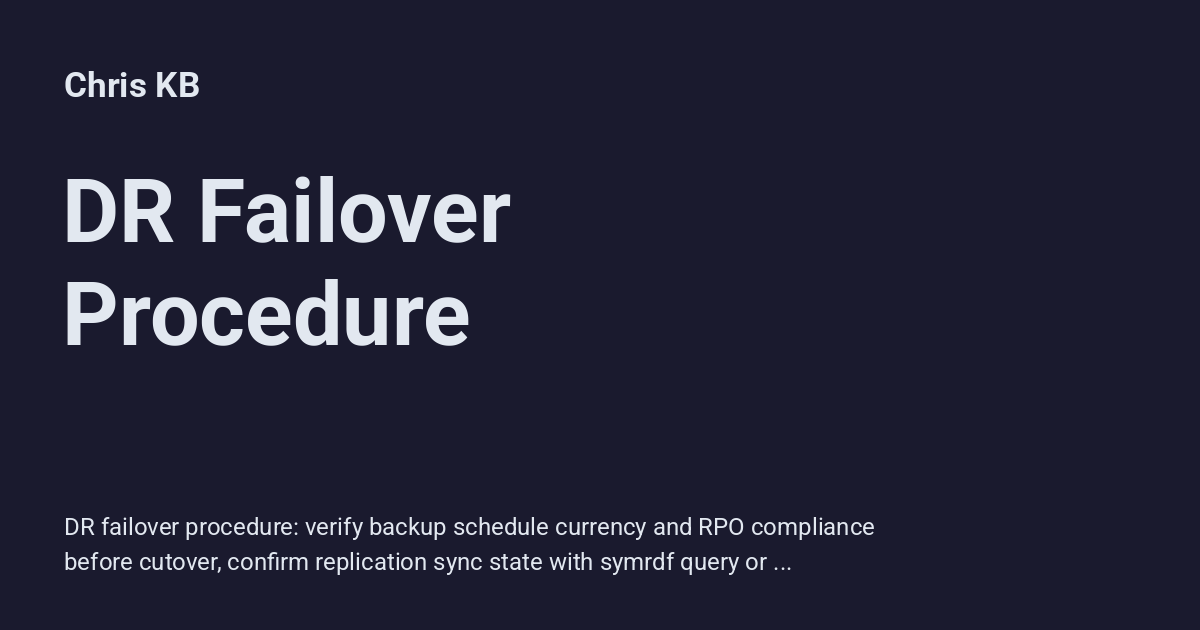 Chris KB
DR Failover
Procedure
DR failover procedure: verify backup schedule currency and RPO compliance
before cutover, confirm replication sync state with symrdf query or ...